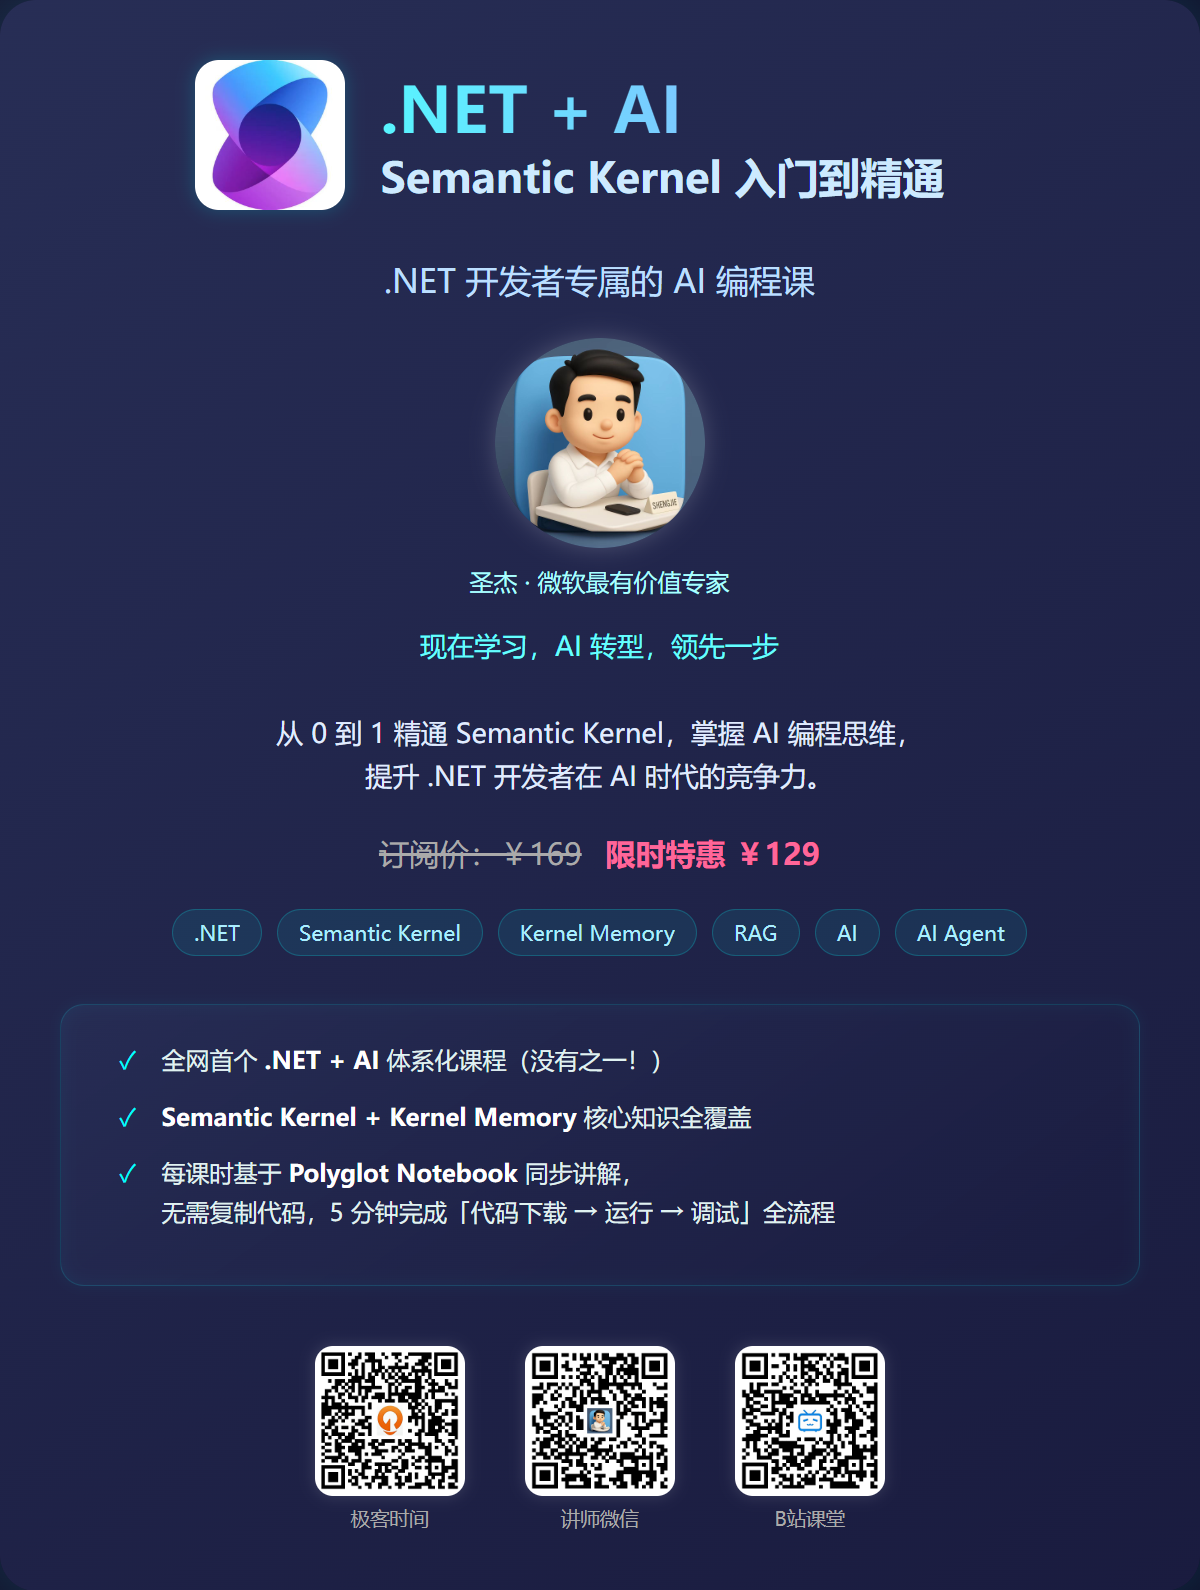 .NET + AI
Semantic Kernel 入门到精通
.NET 开发者专属的 AI 编程课
SHENGJIE
圣杰 · 微软最有价值专家
现在学习，AI 转型，领先一步
从 0 到 1 精通 Semantic Kernel，掌握 AI 编程思维，
提升 .NET 开发者在 AI 时代的竞争力。
订阅价：￥169 限时特惠 ￥129
.NET Semantic Kernel Kernel Memory RAG AI AI Agent
✓ 全网首个 .NET + AI 体系化课程（没有之一！）
✓ Semantic Kernel + Kernel Memory 核心知识全覆盖
✓ 每课时基于 Polyglot Notebook 同步讲解，
无需复制代码，5 分钟完成「代码下载 → 运行 → 调试」全流程
极客时间 讲师微信 B站课堂